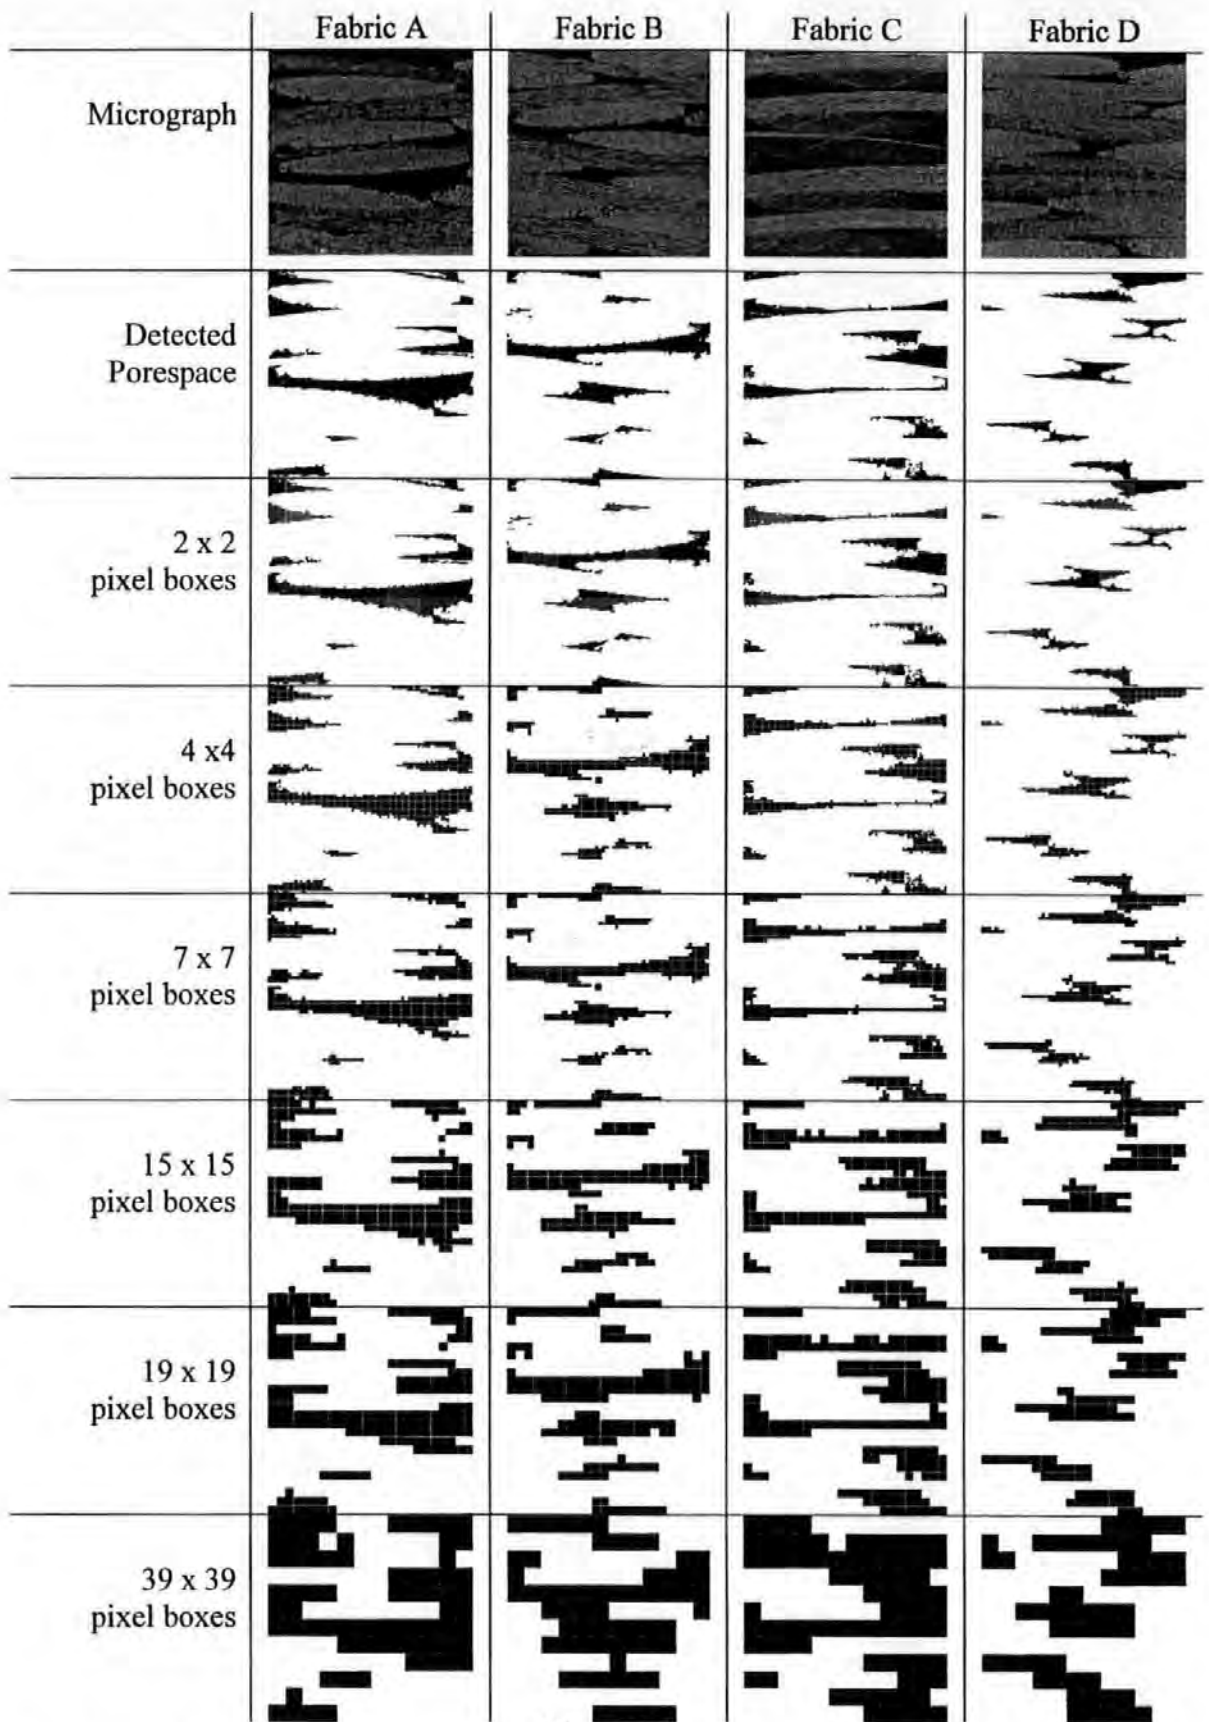 Fabric A
Fabric B
Fabric C
Fabric D
Micrograph
Detected
Porespace
2 x 2
pixel boxes
4 x4
pixel boxes
7 x 7
pixel boxes
15 x 15
pixel boxes
19 x 19
pixel boxes
39 x 39
pixel boxes